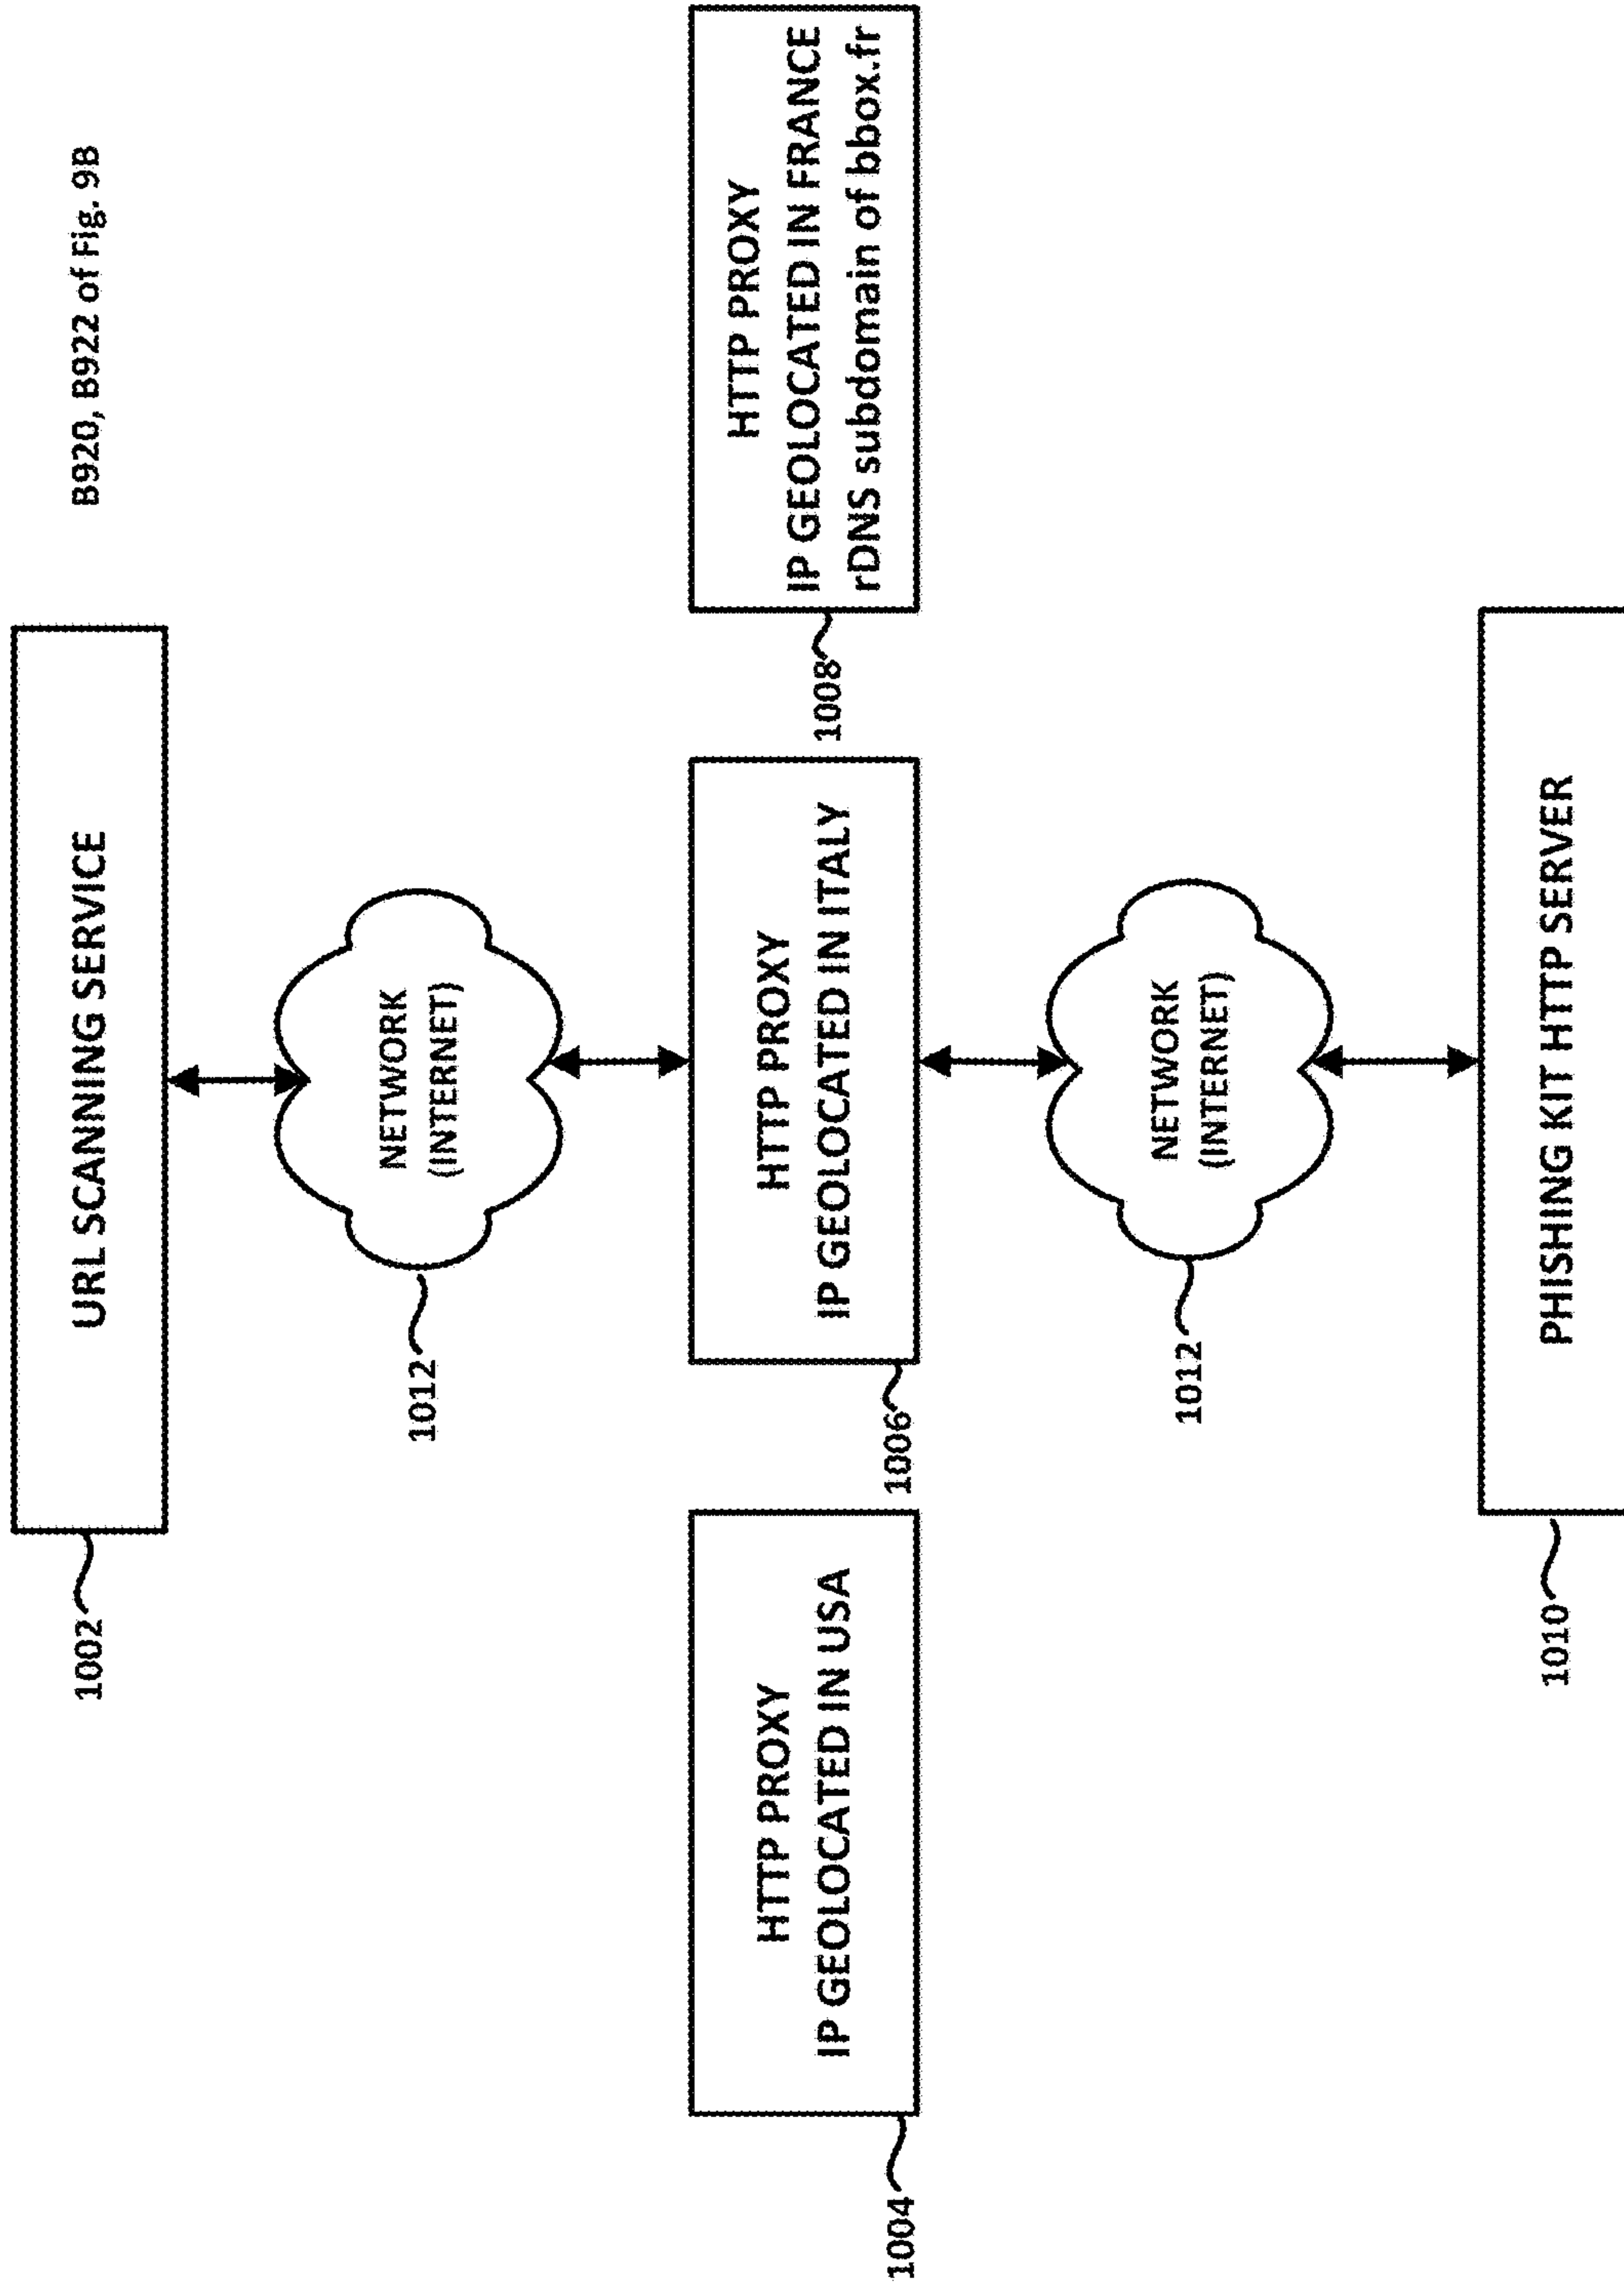 B920, B922 of Fig. 9B
1002
URL SCANNING SERVICE
1012
NETWORK
(INTERNET)
1004
HTTP PROXY
IP GEOLOCATED IN USA
1006
HTTP PROXY
IP GEOLOCATED IN ITALY
1008
HTTP PROXY
IP GEOLOCATED IN FRANCE
rDNS subdomain of bbox.fr
1012
NETWORK
(INTERNET)
1010
PHISHING KIT HTTP SERVER